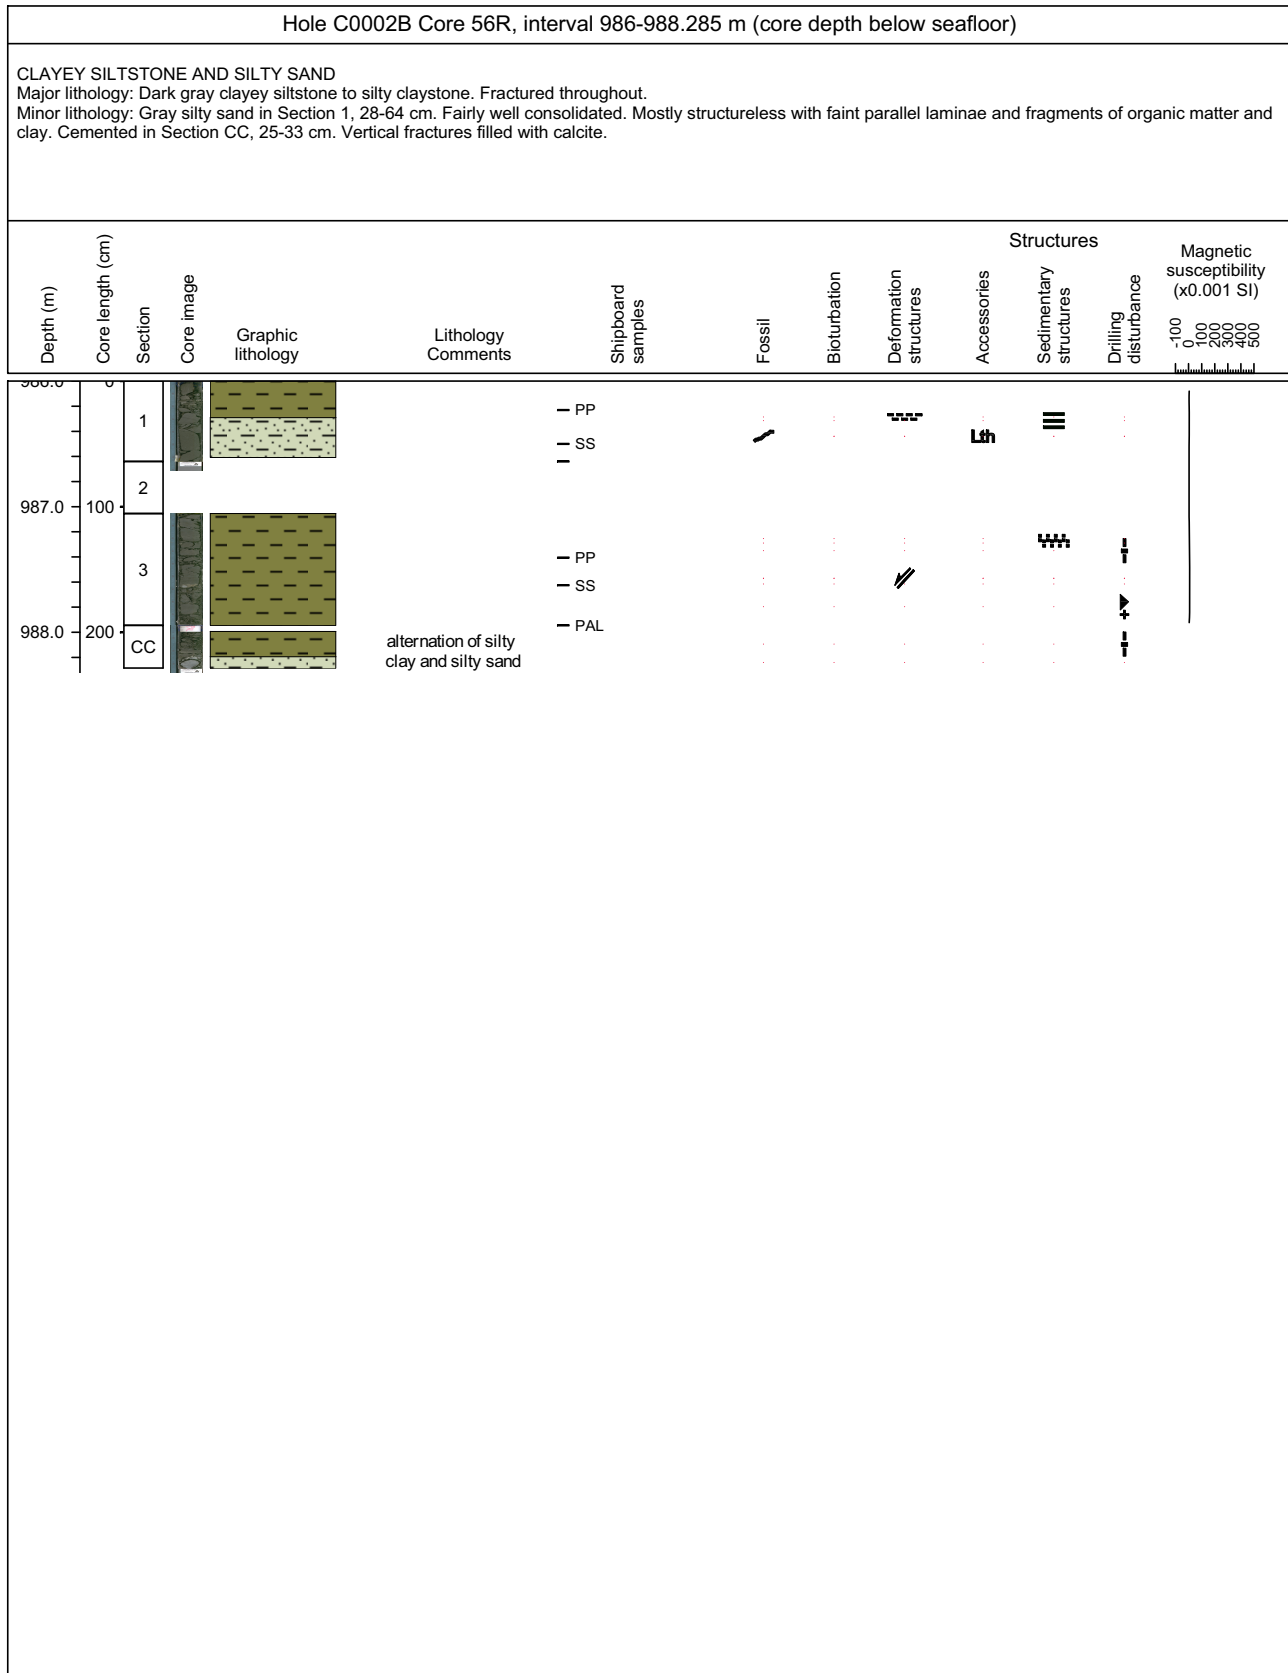 Hole C0002B Core 56R, interval 986-988.285 m (core depth below seafloor)
CLAYEY SILTSTONE AND SILTY SAND
Major lithology: Dark gray clayey siltstone to silty claystone. Fractured throughout.
Minor lithology: Gray silty sand in Section 1, 28-64 cm. Fairly well consolidated. Mostly structureless with faint parallel laminae and fragments of organic matter and
clay. Cemented in Section CC, 25-33 cm. Vertical fractures filled with calcite.
Depth (m)
Core length (cm)
Section
Core image
Graphic
lithology
Lithology
Comments
Shipboard
samples
Fossil
Bioturbation
Structures
Deformation
structures
Accessories
Sedimentary
structures
Drilling
disturbance
Magnetic
susceptibility
(x0.001 SI)
-100
0
100
200
300
400
500
986.0
0
1
PP
SS
Lth
2
987.0
100
3
PP
SS
PAL
988.0
200
CC
alternation of silty
clay and silty sand